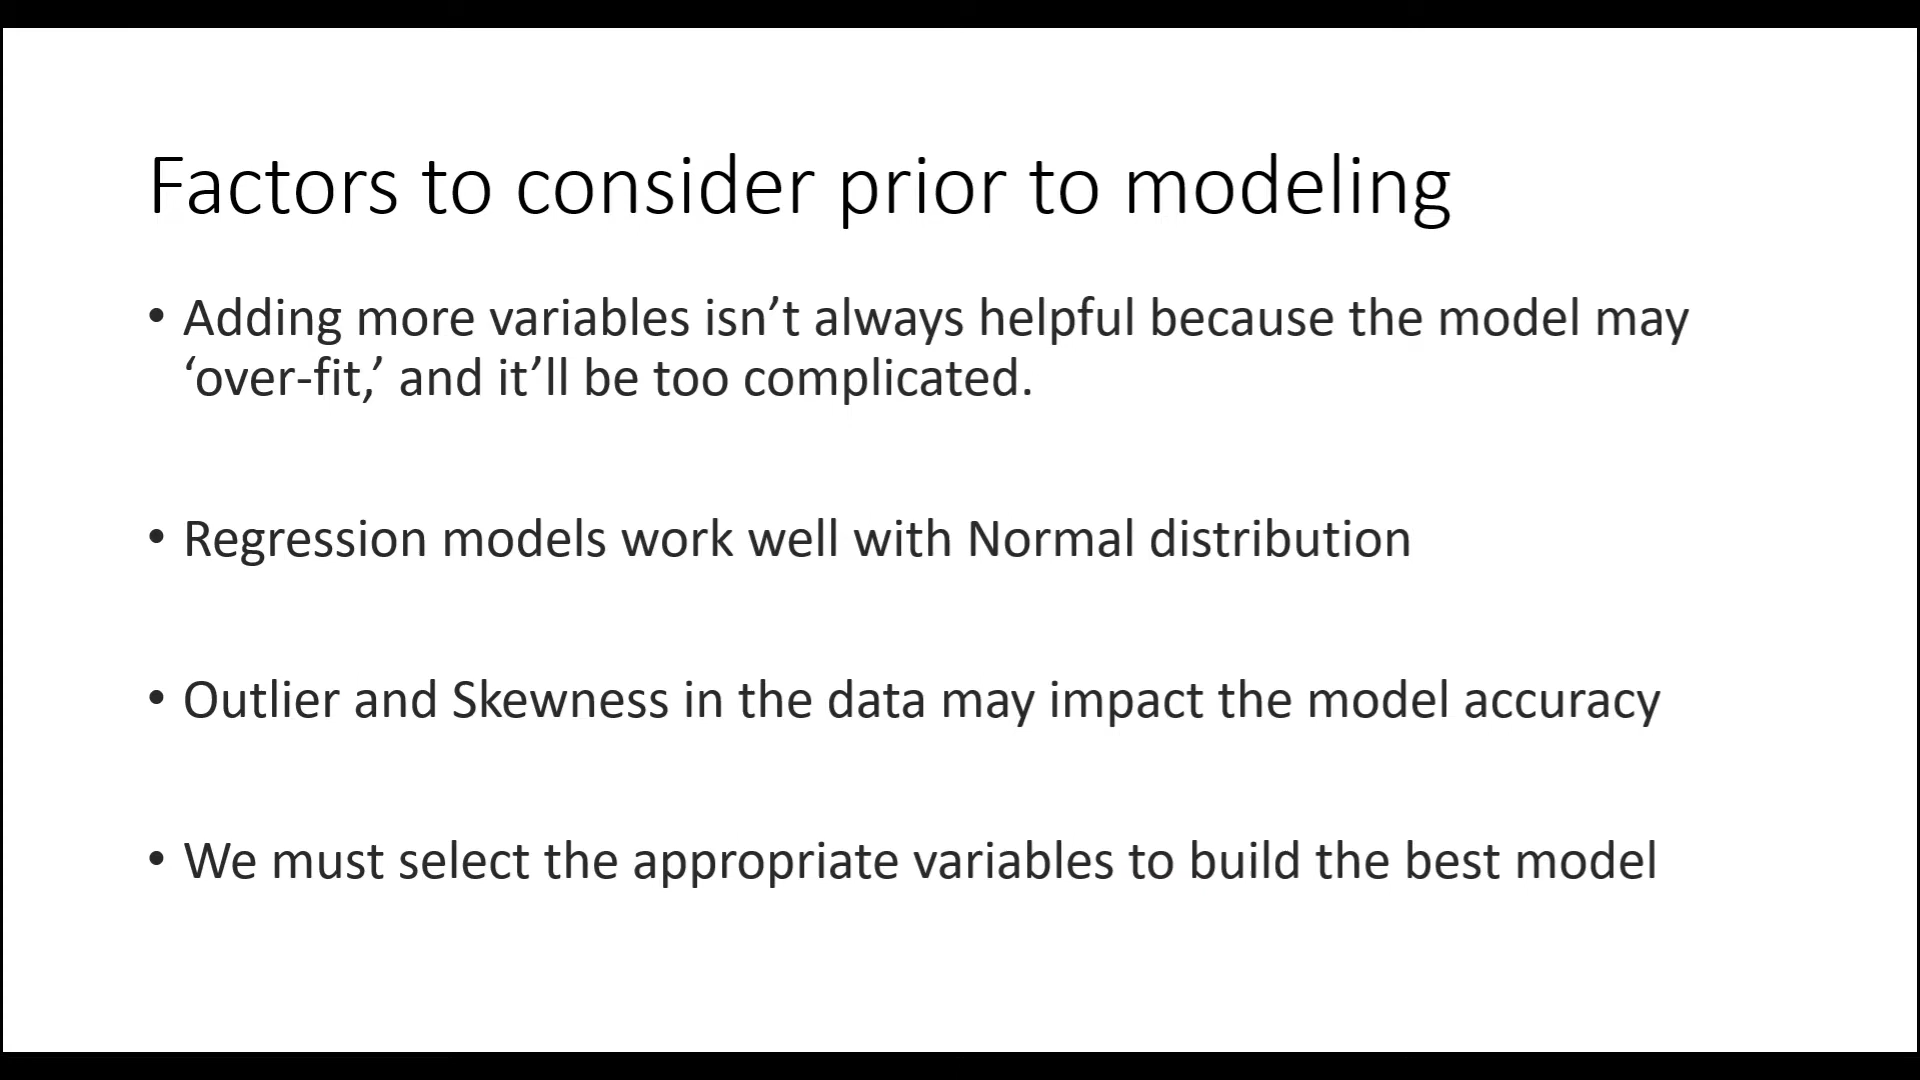 Factors to consider prior to modeling
• Adding more variables isn’t always helpful because the model may
‘over-fit,’ and it’ll be too complicated.
• Regression models work well with Normal distribution
• Outlier and Skewness in the data may impact the model accuracy
• We must select the appropriate variables to build the best model